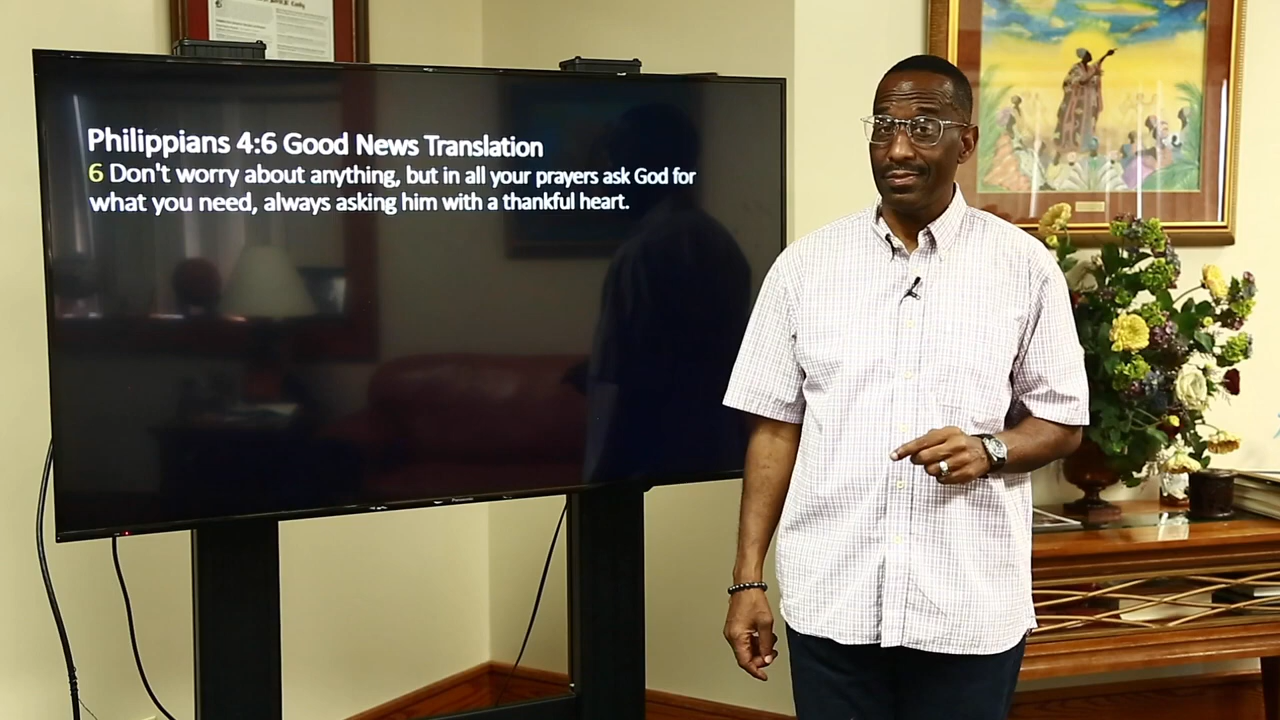 Philippians 4:6 Good News Translation
6 Don't worry about anything, but in all your prayers ask God for
what you need, always asking him with a thankful heart.
Panasonic